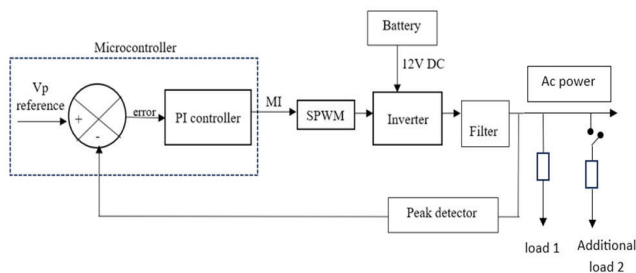 Battery
Microcontroller
12V DC
Ac power
Vp
reference
+
-
error
PI controller
MI
SPWM
Inverter
Filter
Peak detector
load 1
Additional
load 2